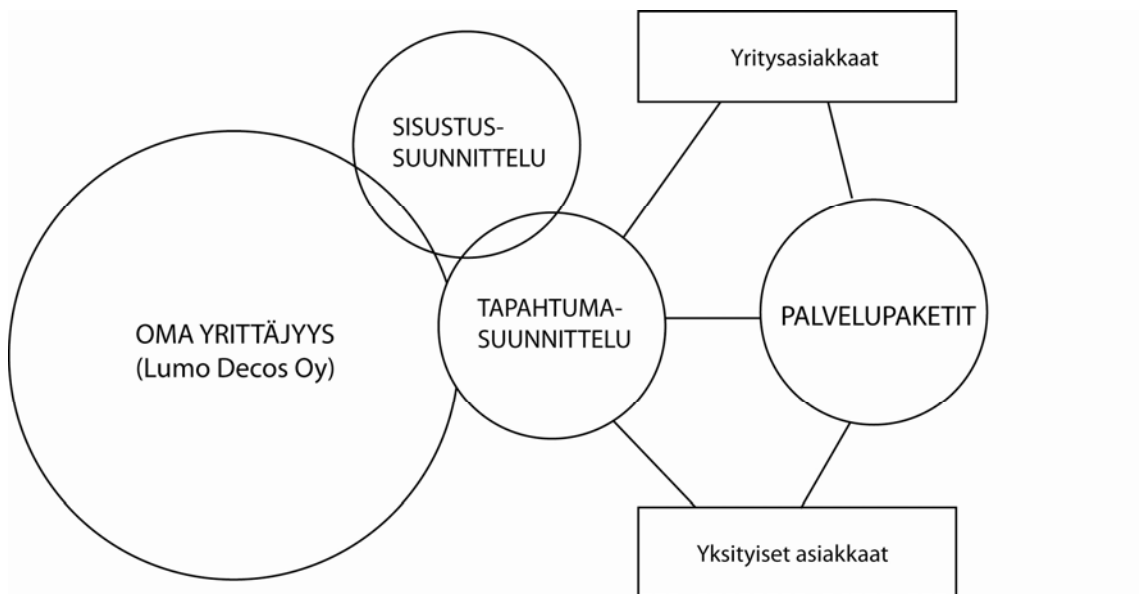 Yritysasiakkaat
SISUSTUS-
SUUNNITTELU
TAPAHTUMA-
SUUNNITTELU
PALVELUPAKETIT
OMA YRITTÄJYYS
(Lumo Decos Oy)
Yksityiset asiakkaat